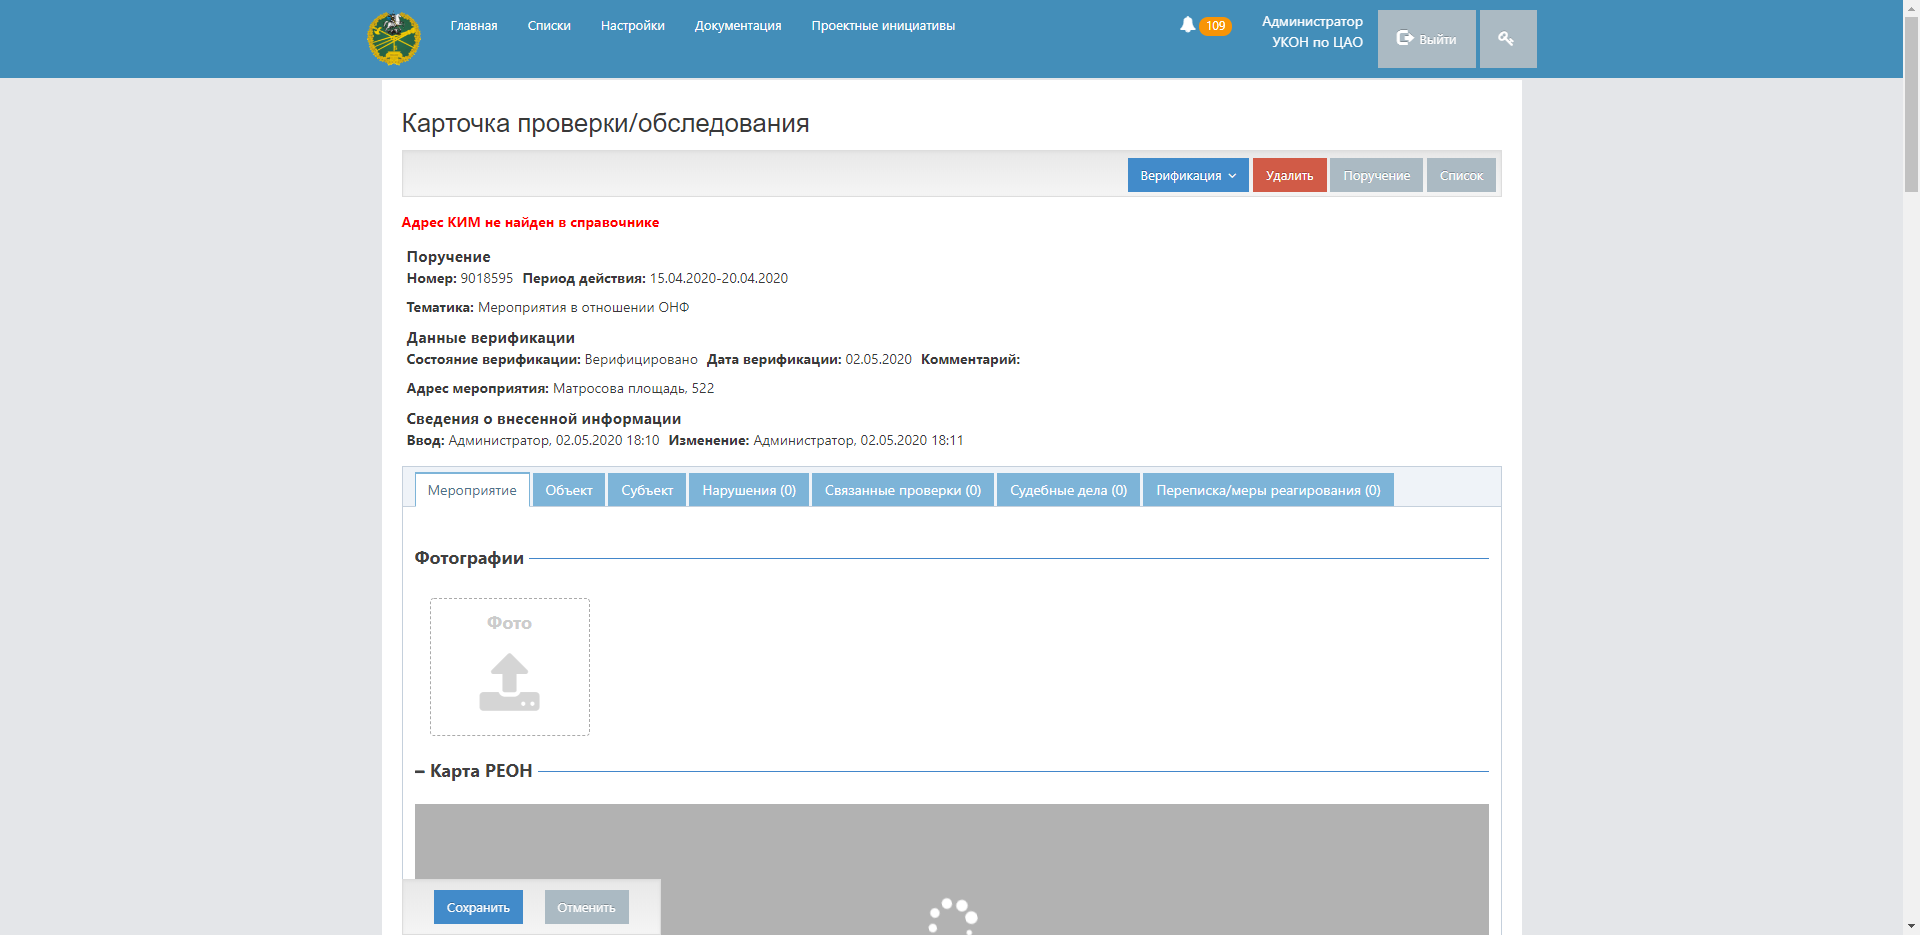 Главная Списки Настройки Документация Проектные инициативы 109 Администратор Выйти
УКОН по ЦАО
Карточка проверки/обследования
Верификация Удалить Поручение Список
Адрес КИМ не найден в справочнике
Поручение
Номер: 9018595 Период действия: 15.04.2020-20.04.2020
Тематика: Мероприятия в отношении ОНФ
Данные верификации
Состояние верификации: Верифицировано Дата верификации: 02.05.2020 Комментарий:
Адрес мероприятия: Матросова площадь, 522
Сведения о внесенной информации
Ввод: Администратор, 02.05.2020 18:10 Изменение: Администратор, 02.05.2020 18:11
Мероприятие Объект Субъект Нарушения (0) Связанные проверки (0) Судебные дела (0) Переписка/меры реагирования (0)
Фотографии
Фото
– Карта РЕОН
Сохранить Отменить